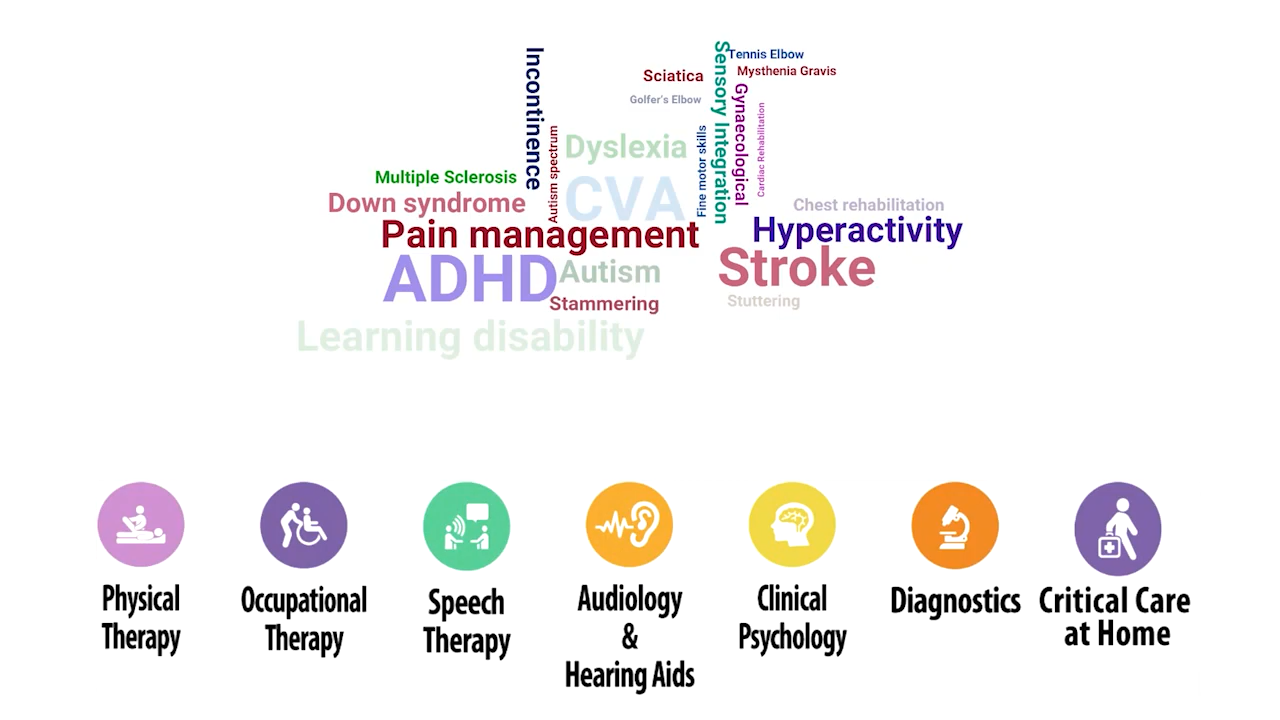 Incontinence
Sensory Integration
Tennis Elbow
Sciatica
Mysthenia Gravis
Golfer's Elbow
Gynaecological
Cardiac Rehabilitation
Autism spectrum
Fine motor skills
Dyslexia
Multiple Sclerosis
CVA
Down syndrome
Chest rehabilitation
Pain management
Hyperactivity
ADHD
Autism
Stroke
Stammering
Stuttering
Learning disability
Physical
Therapy
Occupational
Therapy
Speech
Therapy
Audiology
&
Hearing Aids
Clinical
Psychology
Diagnostics
Critical Care
at Home